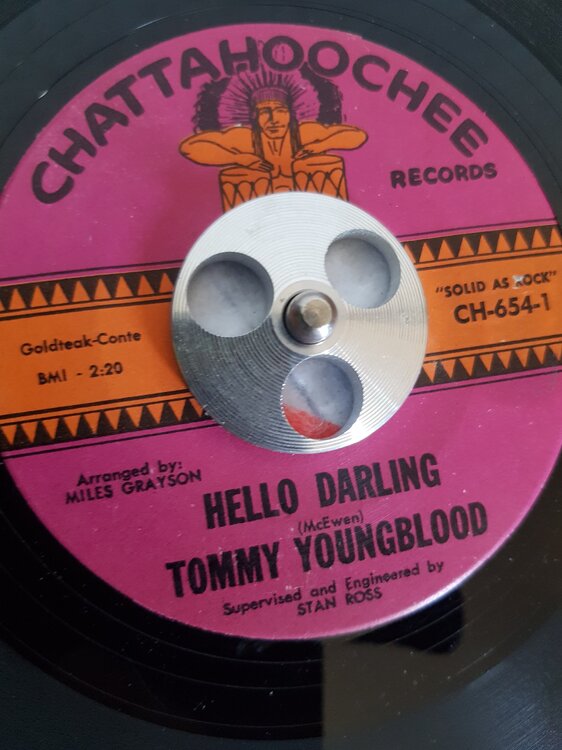 CHATTAHOOCHEE
RECORDS
"SOLID AS ROCK"
CH-654-1
Goldteak-Conte
BMI - 2:20
Arranged by:
MILES GRAYSON
HELLO DARLING
(McEwen)
TOMMY YOUNGBLOOD
Supervised and Engineered by
STAN ROSS